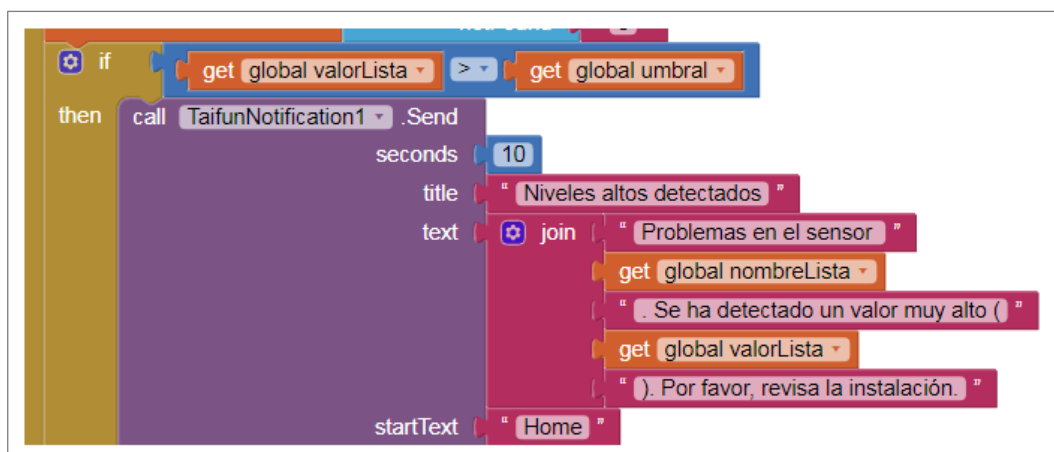 if get global valorLista > get global umbral
then call TaifunNotification1 .Send
seconds 10
title " Niveles altos detectados "
text join " Problemas en el sensor "
get global nombreLista
" . Se ha detectado un valor muy alto ( "
get global valorLista
" ). Por favor, revisa la instalación. "
startText " Home "